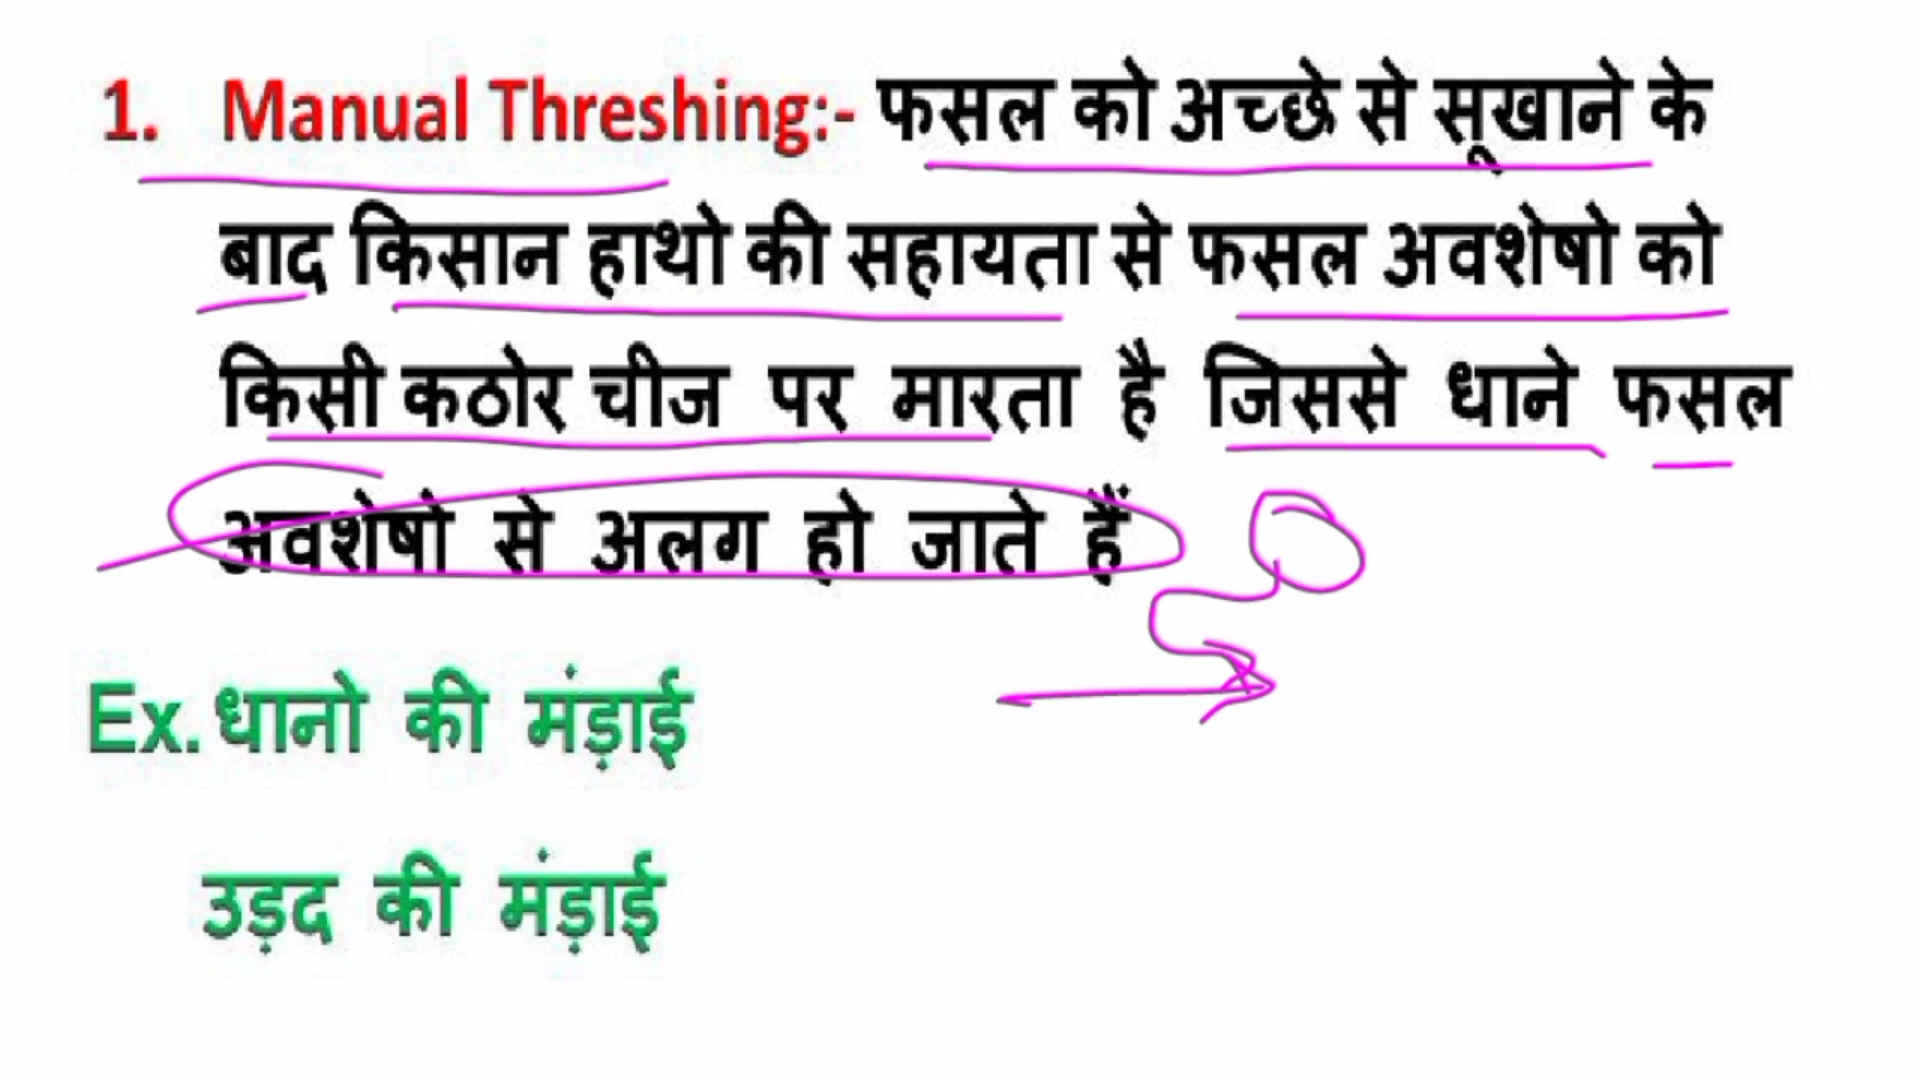 1. Manual Threshing:- फसल को अच्छे से सूखाने के
बाद किसान हाथो की सहायता से फसल अवशेषो को
किसी कठोर चीज पर मारता है जिससे धाने फसल
अवशेषो से अलग हो जाते हैं
Ex. धानो की मंड़ाई
उड़द की मंड़ाई